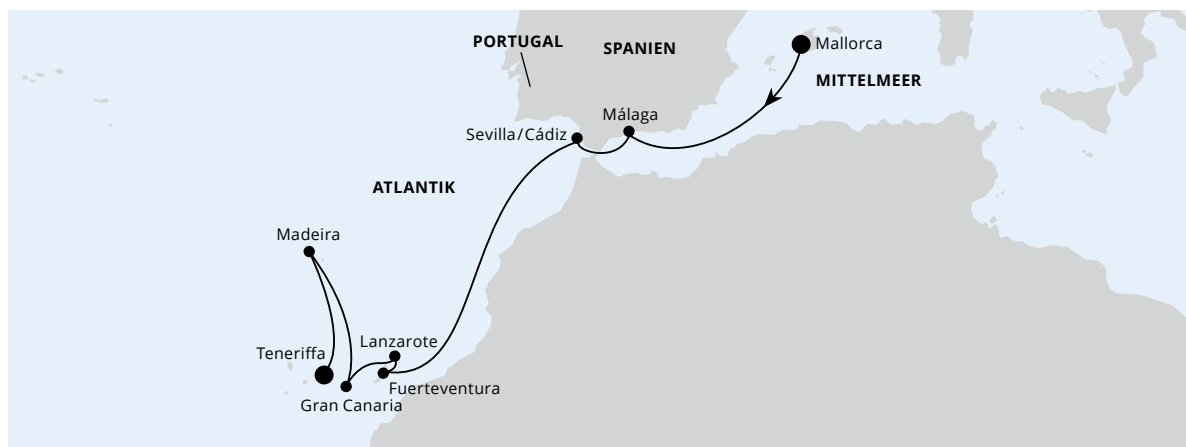 PORTUGAL
SPANIEN
Mallorca
MITTELMEER
Málaga
Sevilla/Cádiz
ATLANTIK
Madeira
Lanzarote
Teneriffa
Fuerteventura
Gran Canaria